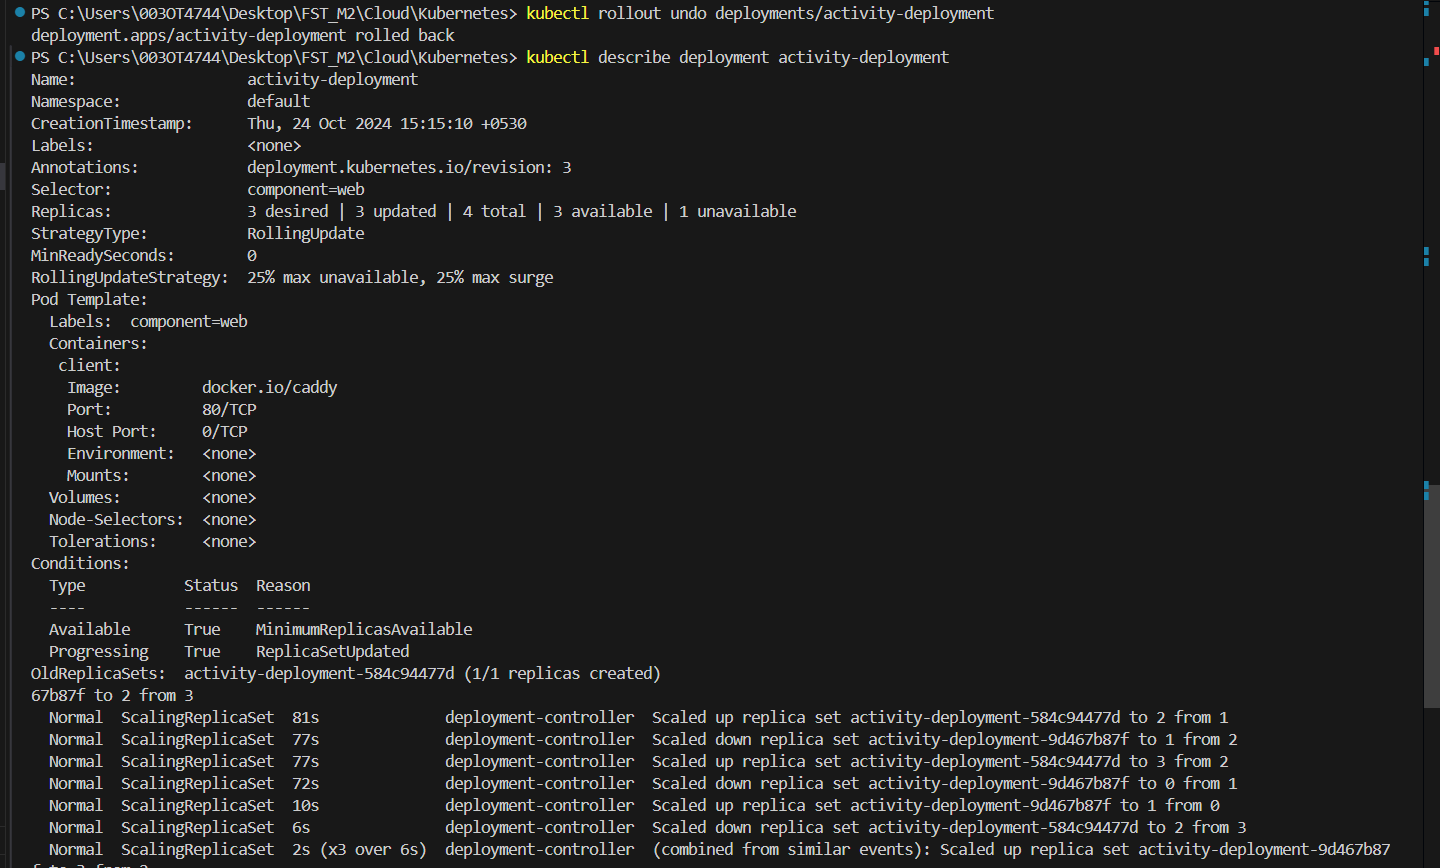 PS C:\Users\003OT4744\Desktop\FST_M2\Cloud\Kubernetes> kubectl rollout undo deployments/activity-deployment
deployment.apps/activity-deployment rolled back
PS C:\Users\003OT4744\Desktop\FST_M2\Cloud\Kubernetes> kubectl describe deployment activity-deployment
Name:                   activity-deployment
Namespace:              default
CreationTimestamp:      Thu, 24 Oct 2024 15:15:10 +0530
Labels:                 <none>
Annotations:            deployment.kubernetes.io/revision: 3
Selector:               component=web
Replicas:               3 desired | 3 updated | 4 total | 3 available | 1 unavailable
StrategyType:           RollingUpdate
MinReadySeconds:        0
RollingUpdateStrategy:  25% max unavailable, 25% max surge
Pod Template:
  Labels:  component=web
  Containers:
   client:
    Image:         docker.io/caddy
    Port:          80/TCP
    Host Port:     0/TCP
    Environment:   <none>
    Mounts:        <none>
  Volumes:         <none>
  Node-Selectors:  <none>
  Tolerations:     <none>
Conditions:
  Type           Status  Reason
  ----           ------  ------
  Available      True    MinimumReplicasAvailable
  Progressing    True    ReplicaSetUpdated
OldReplicaSets:  activity-deployment-584c94477d (1/1 replicas created)
67b87f to 2 from 3
  Normal  ScalingReplicaSet  81s              deployment-controller  Scaled up replica set activity-deployment-584c94477d to 2 from 1
  Normal  ScalingReplicaSet  77s              deployment-controller  Scaled down replica set activity-deployment-9d467b87f to 1 from 2
  Normal  ScalingReplicaSet  77s              deployment-controller  Scaled up replica set activity-deployment-584c94477d to 3 from 2
  Normal  ScalingReplicaSet  72s              deployment-controller  Scaled down replica set activity-deployment-9d467b87f to 0 from 1
  Normal  ScalingReplicaSet  10s              deployment-controller  Scaled up replica set activity-deployment-9d467b87f to 1 from 0
  Normal  ScalingReplicaSet  6s               deployment-controller  Scaled down replica set activity-deployment-584c94477d to 2 from 3
  Normal  ScalingReplicaSet  2s (x3 over 6s)  deployment-controller  (combined from similar events): Scaled up replica set activity-deployment-9d467b87